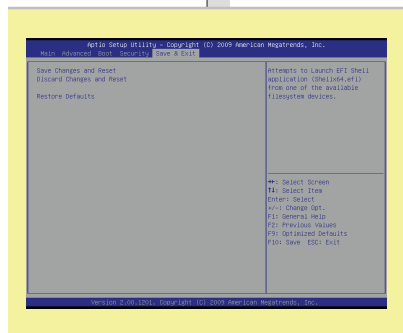 Aptio Setup Utility - Copyright (C) 2009 American Megatrends, Inc.
Main Advanced Boot Security Save & Exit
Save Changes and Reset
Discard Changes and Reset
Restore Defaults
Attempts to Launch EFI Shell
application (Shellx64.efi)
from one of the available
filesystem devices.
→←: Select Screen
↑↓: Select Item
Enter: Select
+/-: Change Opt.
F1: General Help
F2: Previous Values
F9: Optimized Defaults
F10: Save ESC: Exit
Version 2.00.1201. Copyright (C) 2009 American Megatrends, Inc.